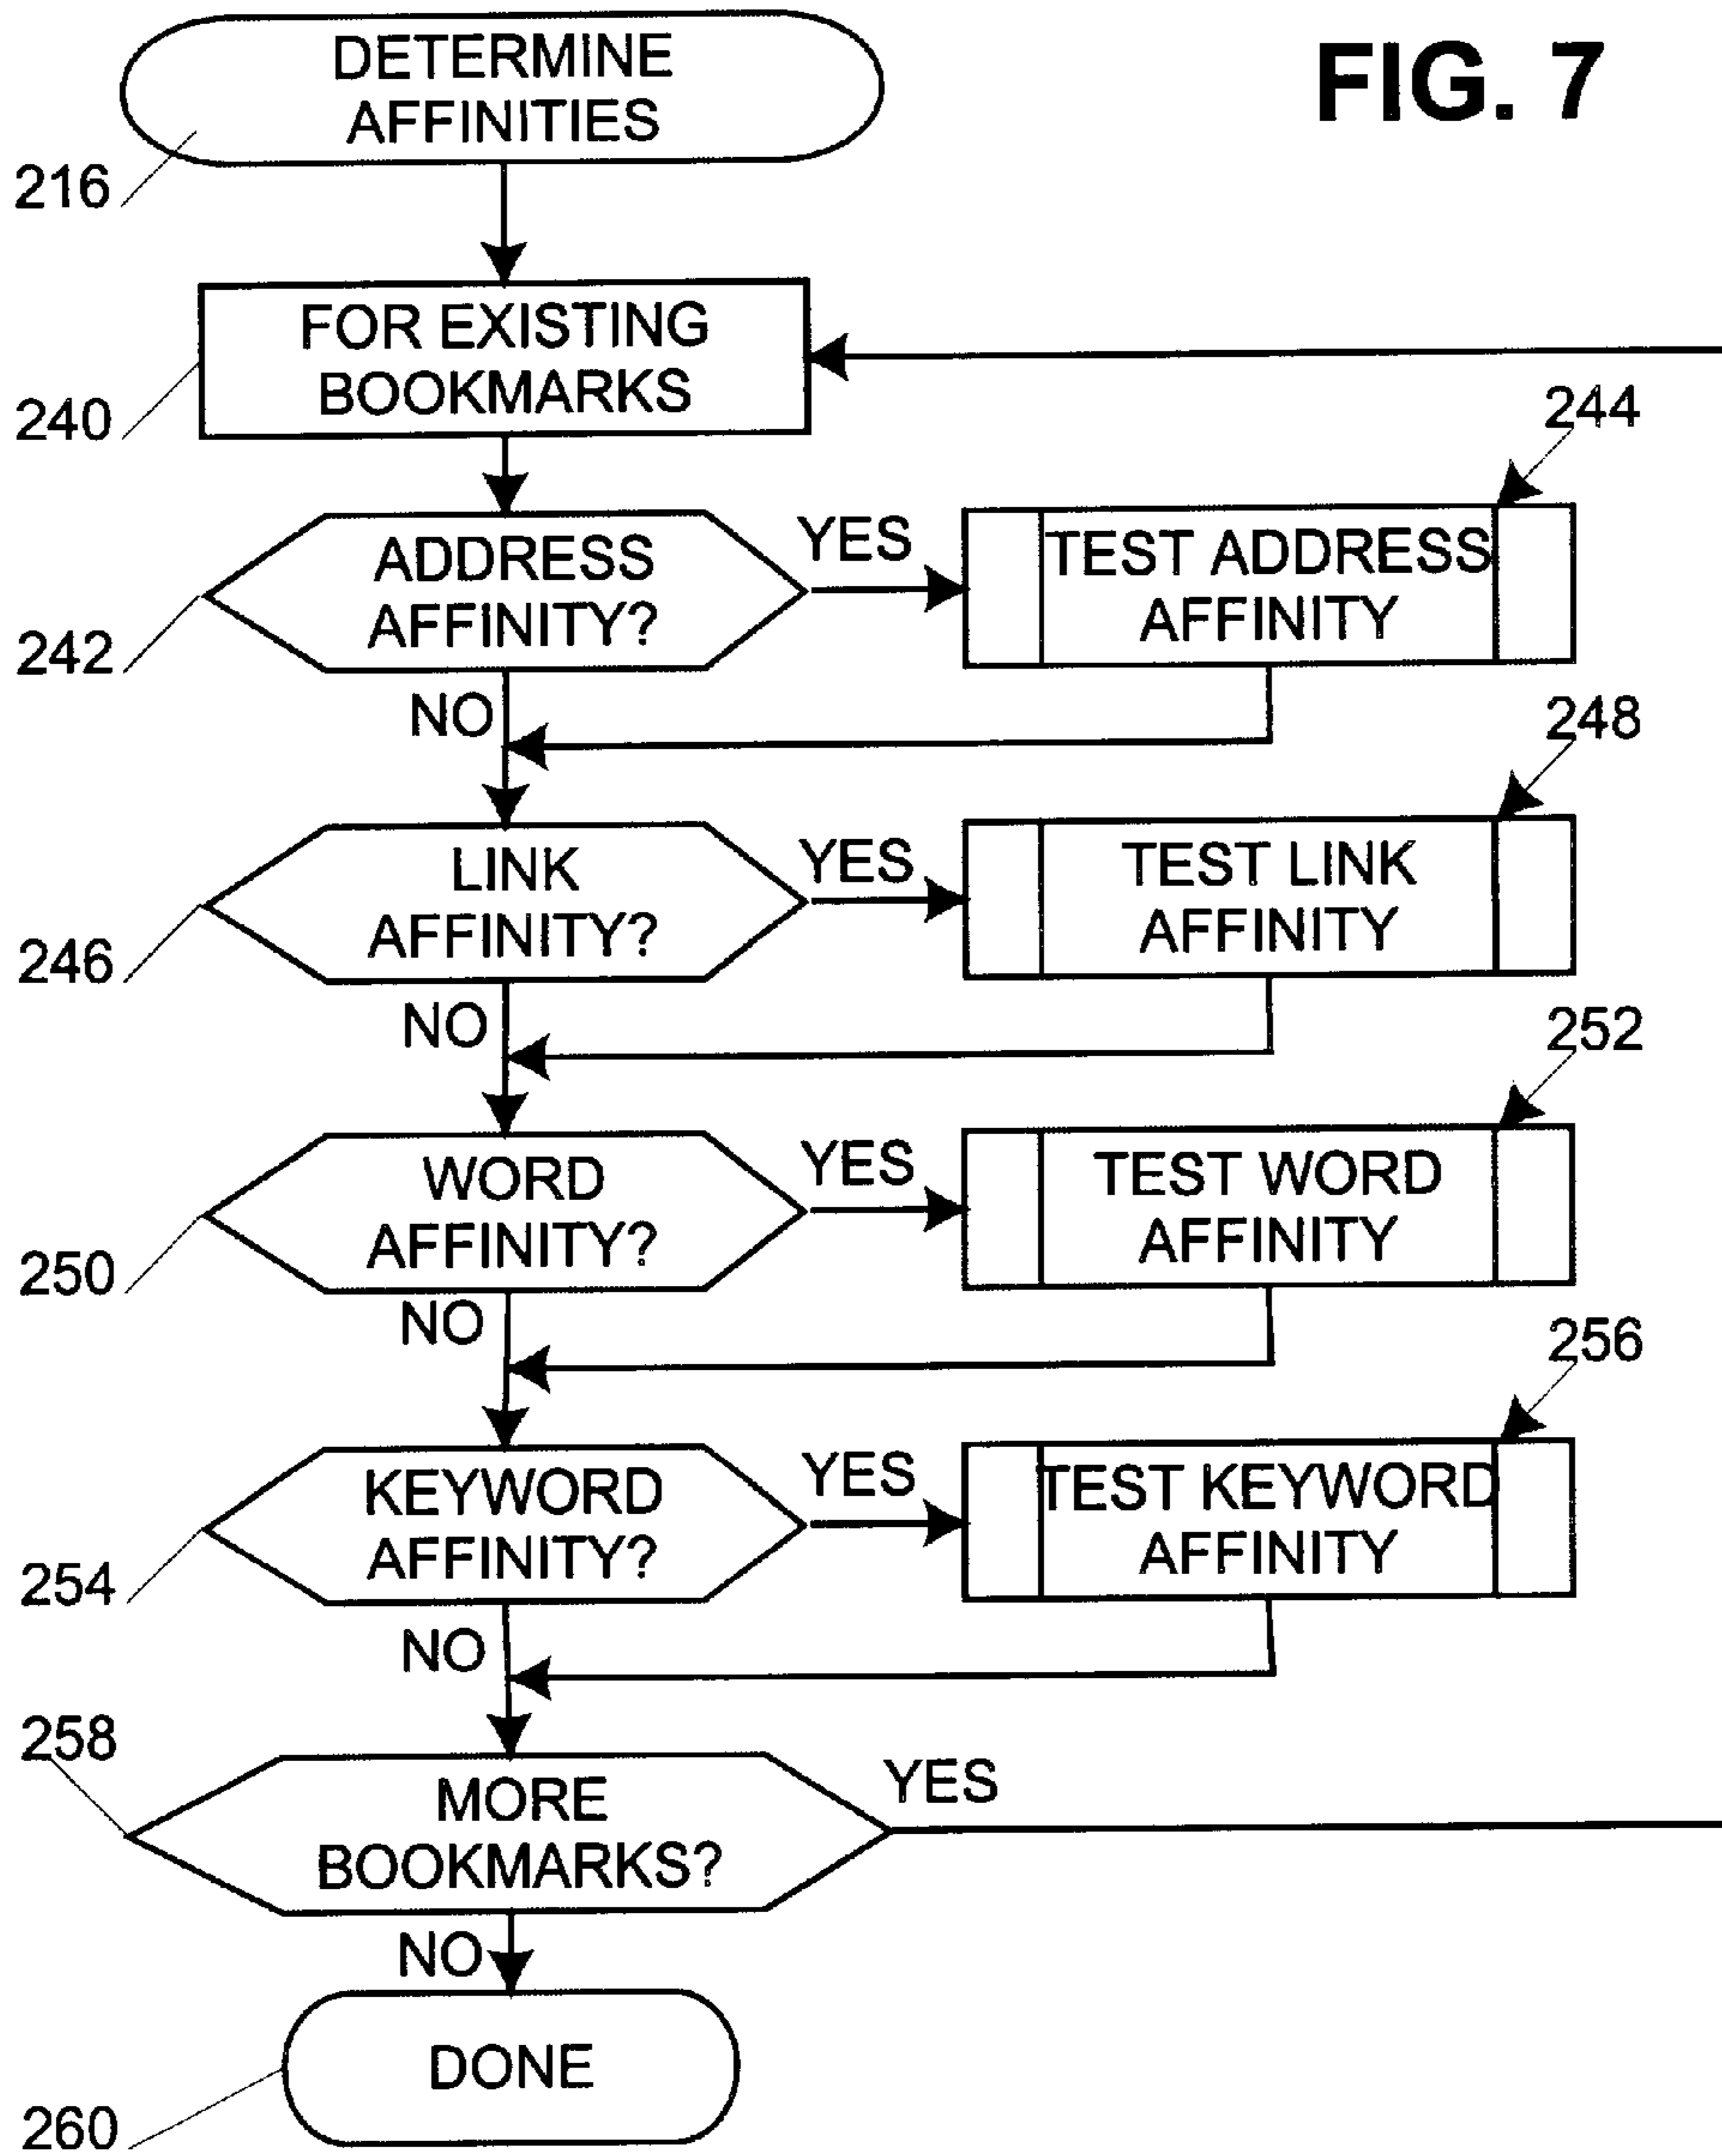 FIG. 7
DETERMINE
AFFINITIES
216
FOR EXISTING
BOOKMARKS
240
244
ADDRESS
AFFINITY?
YES
TEST ADDRESS
AFFINITY
242
NO
248
LINK
AFFINITY?
YES
TEST LINK
AFFINITY
246
NO
252
WORD
AFFINITY?
YES
TEST WORD
AFFINITY
250
NO
256
KEYWORD
AFFINITY?
YES
TEST KEYWORD
AFFINITY
254
NO
258
MORE
BOOKMARKS?
YES
NO
DONE
260